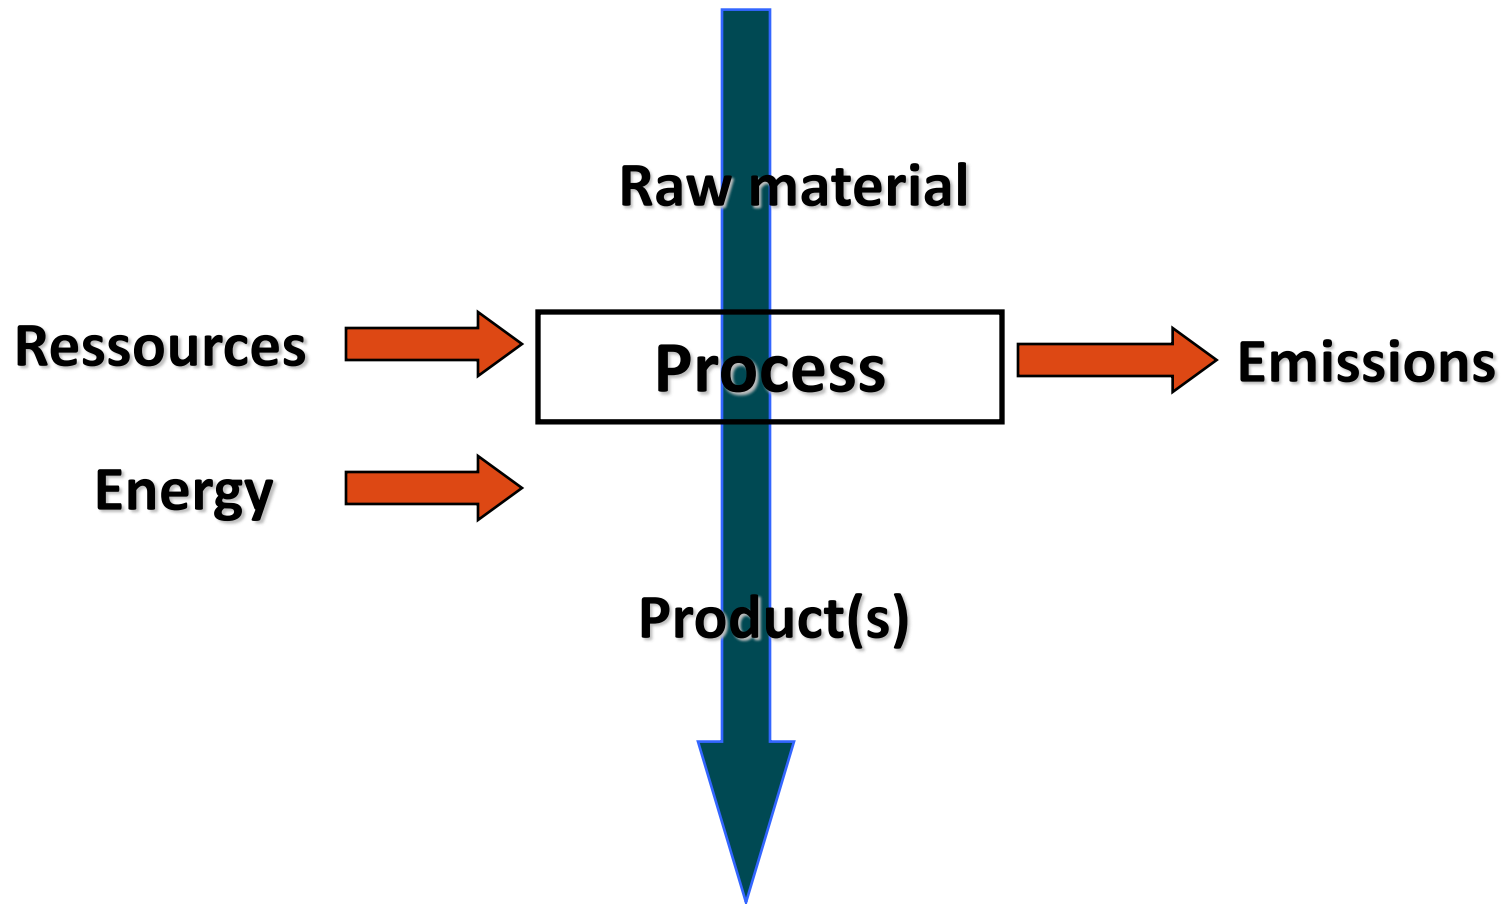 Raw material
Ressources
Process
Emissions
Energy
Product(s)